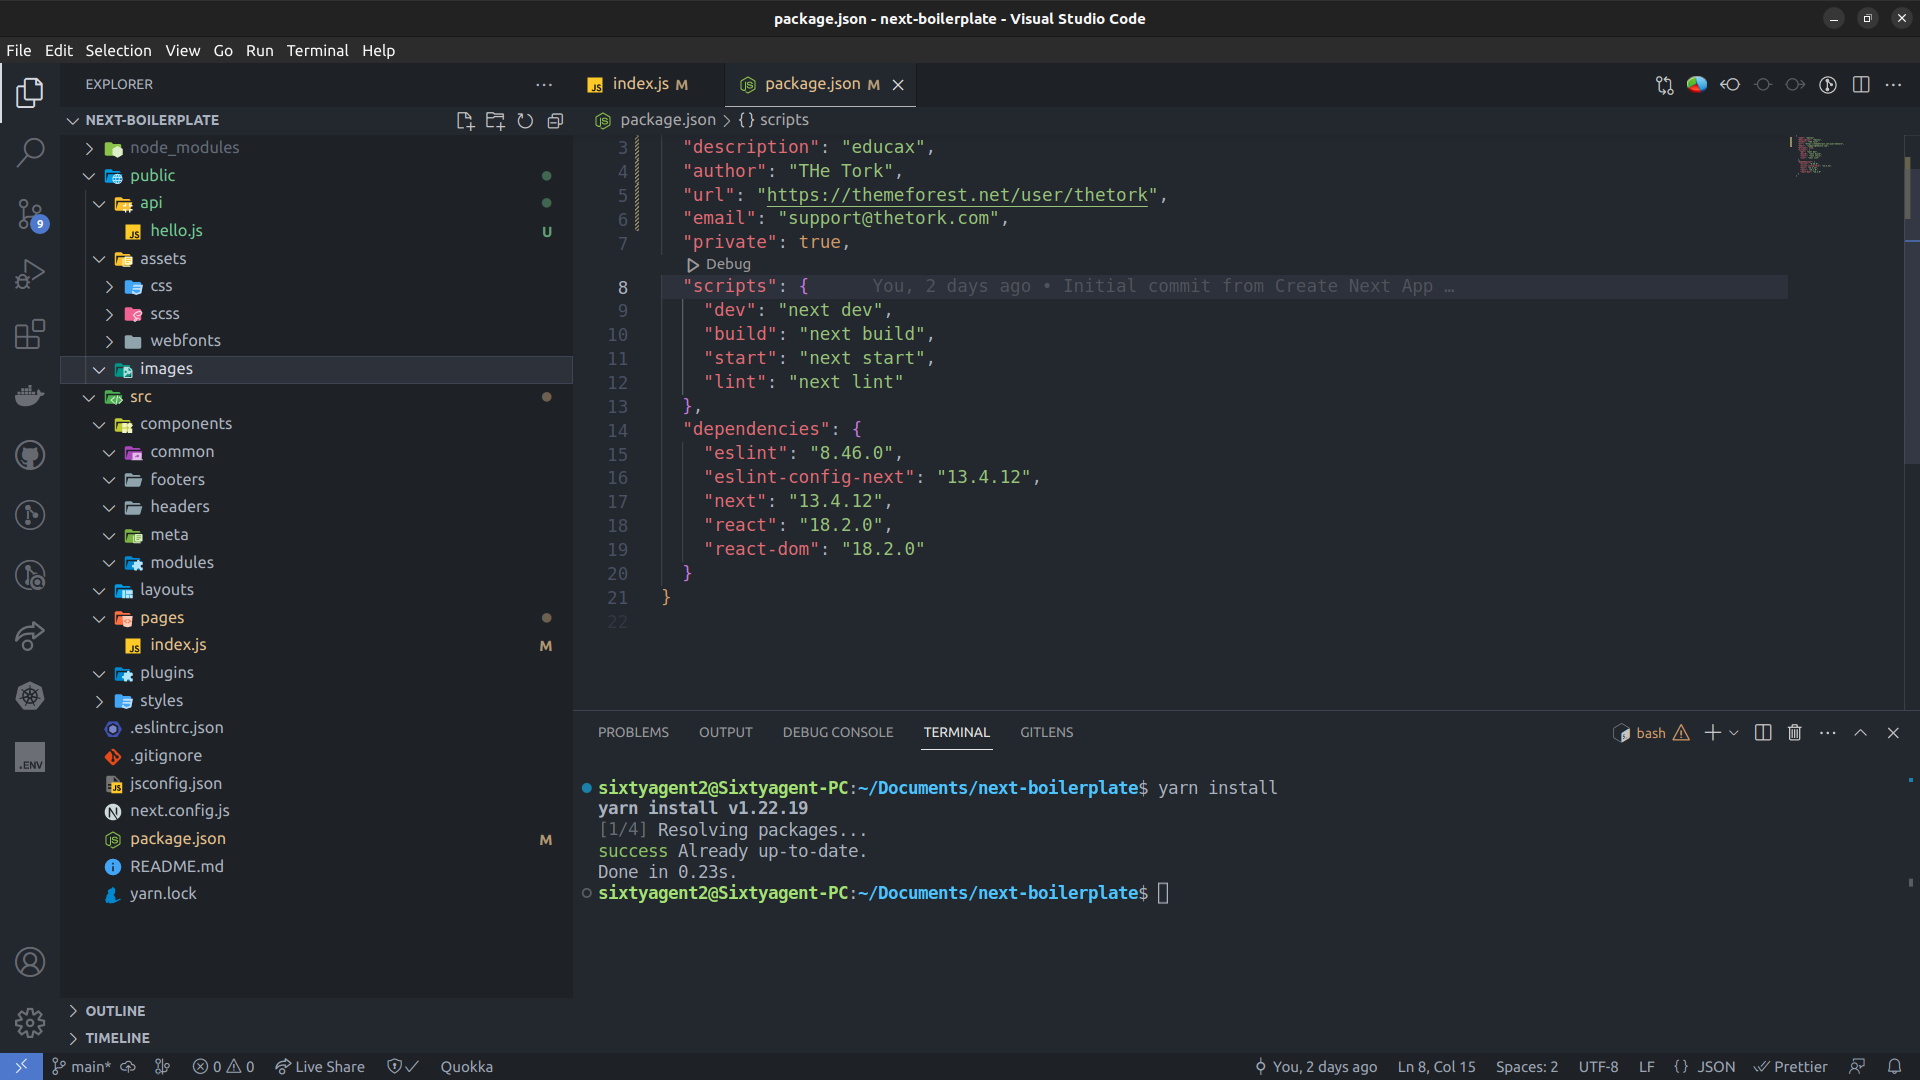 package.json - next-boilerplate - Visual Studio Code
File Edit Selection View Go Run Terminal Help
EXPLORER
NEXT-BOILERPLATE
node_modules
public
api
hello.js U
assets
css
scss
webfonts
images
src
components
common
footers
headers
meta
modules
layouts
pages
index.js M
plugins
styles
.eslintrc.json
.gitignore
jsconfig.json
next.config.js
package.json M
README.md
yarn.lock
OUTLINE
TIMELINE
9
.ENV
index.js M package.json M
package.json > {} scripts
3 "description": "educax",
4 "author": "THe Tork",
5 "url": "https://themeforest.net/user/thetork",
6 "email": "support@thetork.com",
7 "private": true,
Debug
8 "scripts": { You, 2 days ago • Initial commit from Create Next App …
9 "dev": "next dev",
10 "build": "next build",
11 "start": "next start",
12 "lint": "next lint"
13 },
14 "dependencies": {
15 "eslint": "8.46.0",
16 "eslint-config-next": "13.4.12",
17 "next": "13.4.12",
18 "react": "18.2.0",
19 "react-dom": "18.2.0"
20 }
21 }
22
PROBLEMS OUTPUT DEBUG CONSOLE TERMINAL GITLENS bash
sixtyagent2@Sixtyagent-PC:~/Documents/next-boilerplate$ yarn install
yarn install v1.22.19
[1/4] Resolving packages...
success Already up-to-date.
Done in 0.23s.
sixtyagent2@Sixtyagent-PC:~/Documents/next-boilerplate$
main* 0 0 Live Share Quokka You, 2 days ago Ln 8, Col 15 Spaces: 2 UTF-8 LF {} JSON Prettier